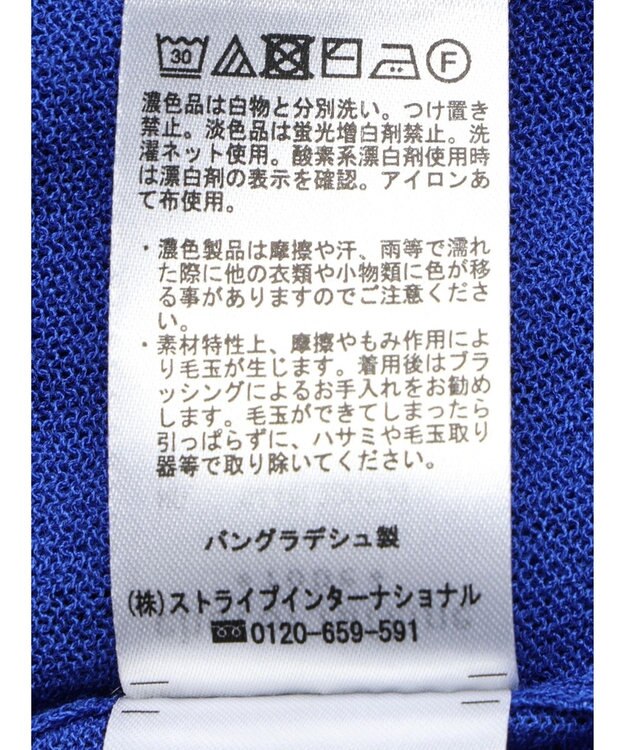 30 F
濃色品は白物と分別洗い。つけ置き
禁止。淡色品は蛍光増白剤禁止。洗
濯ネット使用。酸素系漂白剤使用時
は漂白剤の表示を確認。アイロンあ
て布使用。
・濃色製品は摩擦や汗、雨等で濡れ
た際に他の衣類や小物類に色が移
る事がありますのでご注意くださ
い。
・素材特性上、摩擦やもみ作用によ
り毛玉が生じます。着用後はブラ
ッシングによるお手入れをお勧め
します。毛玉ができてしまったら
引っぱらずに、ハサミや毛玉取り
器等で取り除いてください。
バングラデシュ製
(株)ストライプインターナショナル
0120-659-591